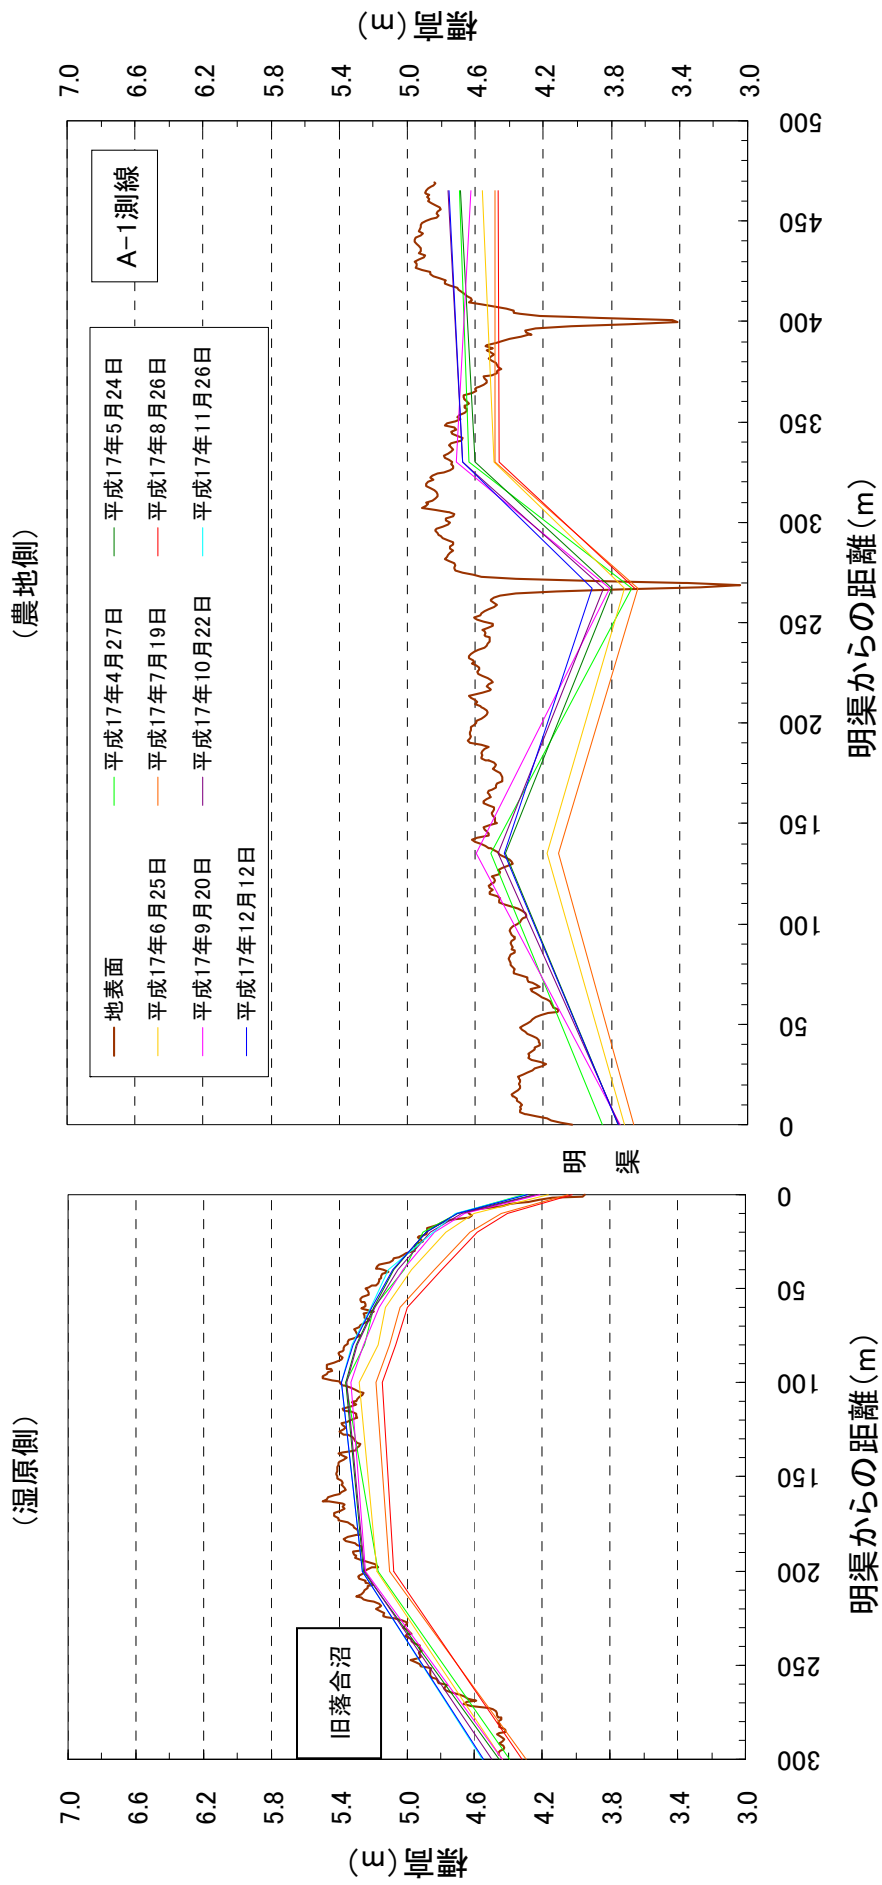 (湿原側)
標高(m)
7.0
6.6
6.2
5.8
5.4
5.0
4.6
4.2
3.8
3.4
3.0
旧落合沼
300
250
200
150
100
50
0
明渠からの距離(m)
明
渠
(農地側)
A-1測線
地表面
平成17年4月27日
平成17年5月24日
平成17年6月25日
平成17年7月19日
平成17年8月26日
平成17年9月20日
平成17年10月22日
平成17年11月26日
平成17年12月12日
0
50
100
150
200
250
300
350
400
450
500
明渠からの距離(m)
7.0
6.6
6.2
5.8
5.4
5.0
4.6
4.2
3.8
3.4
3.0
標高(m)